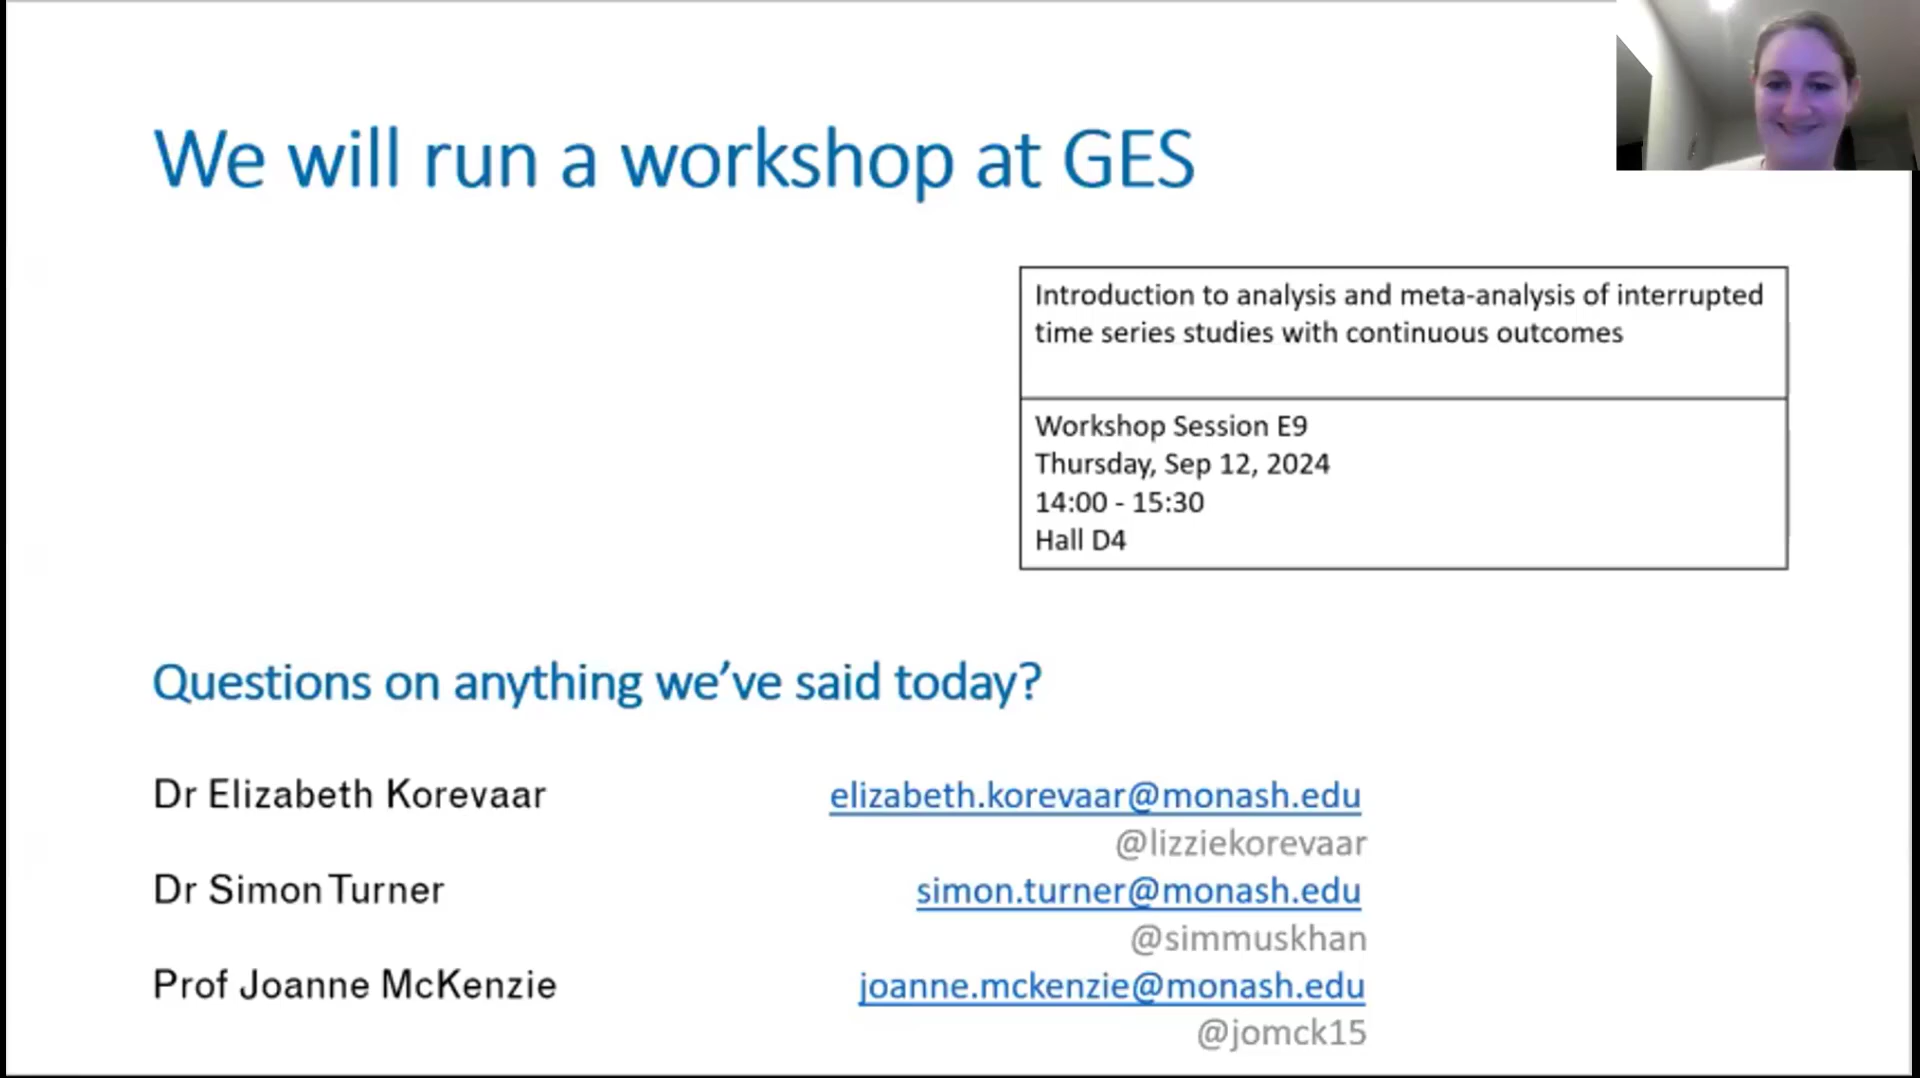 We will run a workshop at GES
Introduction to analysis and meta-analysis of interrupted
time series studies with continuous outcomes
Workshop Session E9
Thursday, Sep 12, 2024
14:00 - 15:30
Hall D4
Questions on anything we’ve said today?
Dr Elizabeth Korevaar elizabeth.korevaar@monash.edu
@lizziekorevaar
Dr Simon Turner simon.turner@monash.edu
@simmuskhan
Prof Joanne McKenzie joanne.mckenzie@monash.edu
@jomck15